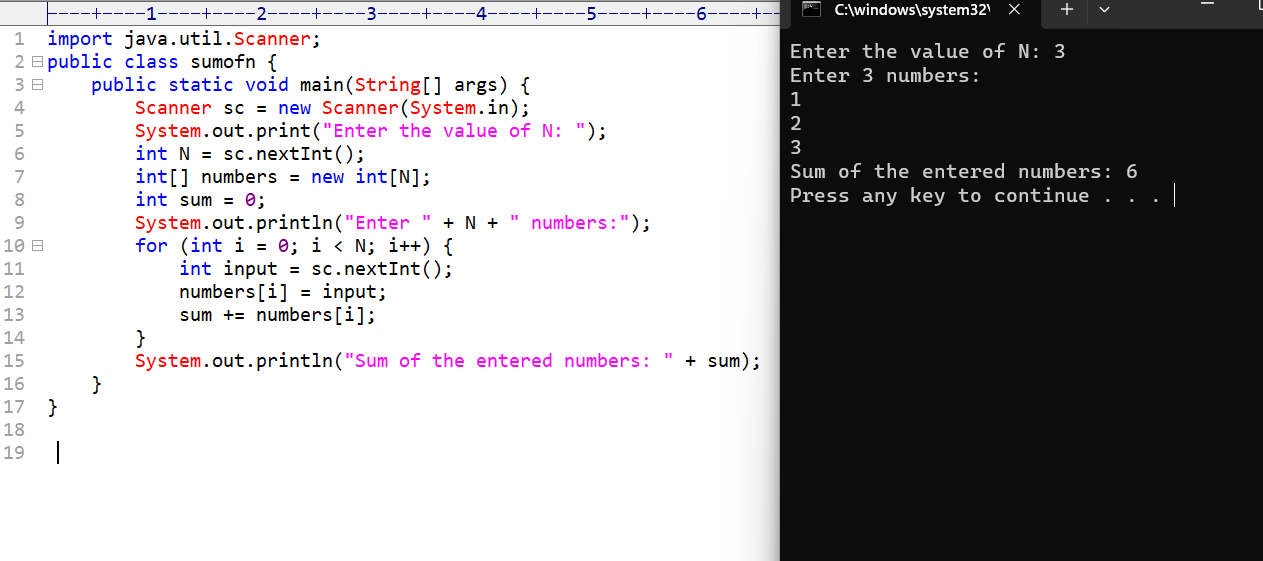 ----+----1----+----2----+----3----+----4----+----5----+----6----+--
1 import java.util.Scanner;
2 public class sumofn {
3     public static void main(String[] args) {
4         Scanner sc = new Scanner(System.in);
5         System.out.print("Enter the value of N: ");
6         int N = sc.nextInt();
7         int[] numbers = new int[N];
8         int sum = 0;
9         System.out.println("Enter " + N + " numbers:");
10         for (int i = 0; i < N; i++) {
11             int input = sc.nextInt();
12             numbers[i] = input;
13             sum += numbers[i];
14         }
15         System.out.println("Sum of the entered numbers: " + sum);
16     }
17 }
18
19
C:\windows\system32\
Enter the value of N: 3
Enter 3 numbers:
1
2
3
Sum of the entered numbers: 6
Press any key to continue . . .